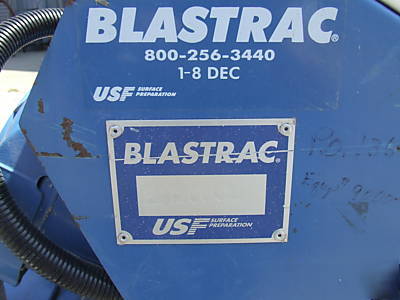 BLASTRAC®
800-256-3440
1-8 DEC
USF SURFACE PREPARATION
BLASTRAC®
USF SURFACE PREPARATION